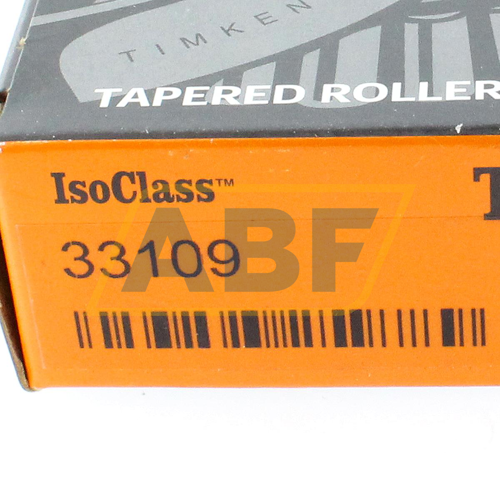 TIMKEN
TAPERED ROLLER
IsoClass™
T
33109
ABF